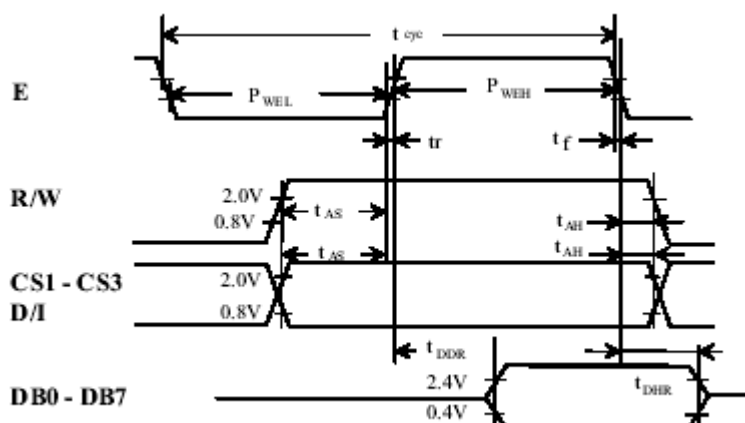 t cyc
E
P WEL
P WEH
tr
t f
R/W
2.0V
0.8V
t AS
t AH
t AS
t AH
CS1 - CS3
D/I
2.0V
0.8V
t DDR
t DHR
DB0 - DB7
2.4V
0.4V